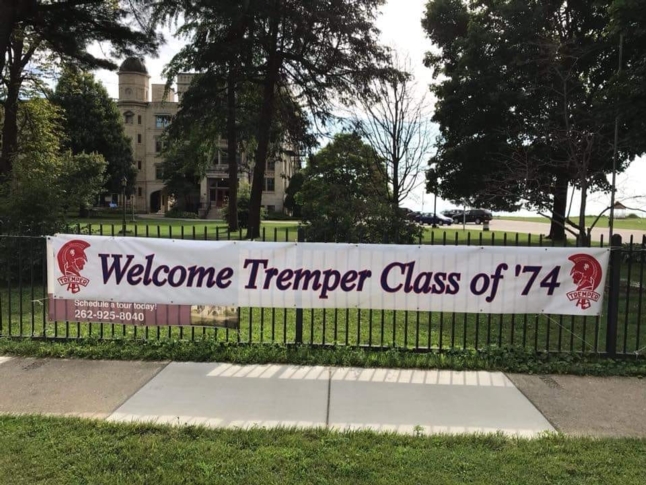 Welcome Tremper Class of '74
TREMPER
TREMPER
Schedule a tour today!
262-925-8040